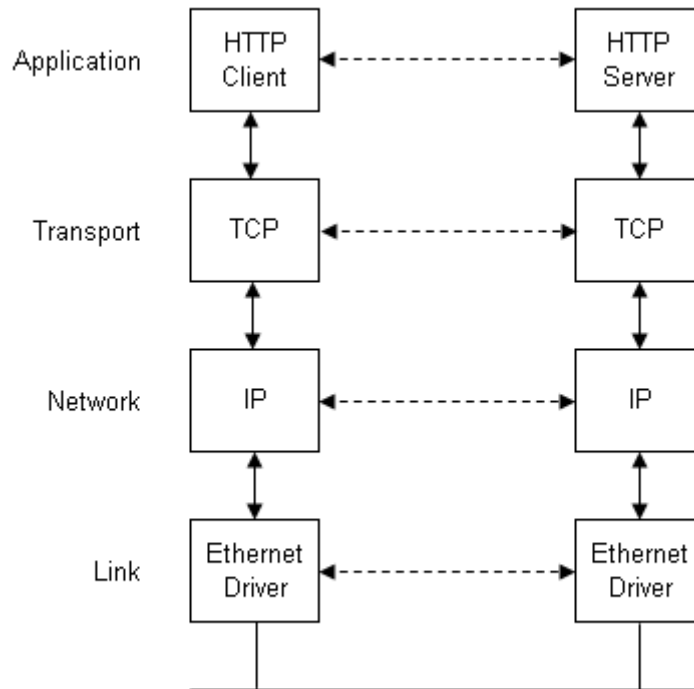 Application
HTTP
Client
HTTP
Server
Transport
TCP
TCP
Network
IP
IP
Link
Ethernet
Driver
Ethernet
Driver